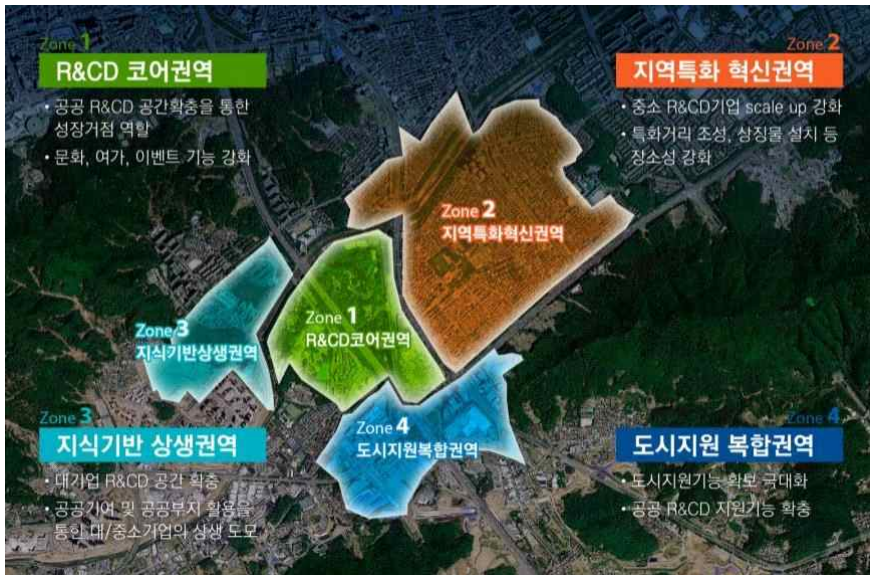 Zone 1
R&CD 코어권역
• 공공 R&CD 공간확충을 통한
성장거점 역할
• 문화, 여가, 이벤트 기능 강화
Zone 2
지역특화 혁신권역
• 중소 R&CD기업 scale up 강화
• 특화거리 조성, 상징물 설치 등
장소성 강화
Zone 2
지역특화혁신권역
Zone 1
R&CD코어권역
Zone 3
지식기반상생권역
Zone 4
도시지원복합권역
Zone 3
지식기반 상생권역
• 대기업 R&CD 공간 확충
• 공공기여 및 공공부지 활용을
통한 대/중소기업의 상생 도모
Zone 4
도시지원 복합권역
• 도시지원기능 확보 극대화
• 공공 R&CD 지원기능 확충